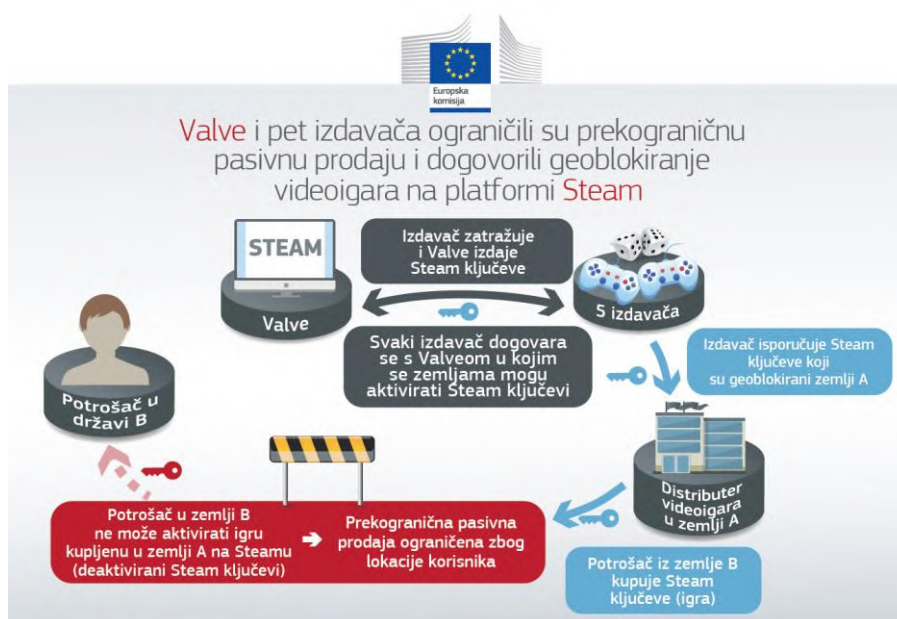 Europska
komisija
Valve i pet izdavača ograničili su prekograničnu
pasivnu prodaju i dogovorili geoblokiranje
videoigara na platformi Steam
STEAM
Valve
Izdavač zatražuje
i Valve izdaje
Steam ključeve
5 izdavača
Svaki izdavač dogovara
se s Valveom u kojim
se zemljama mogu
aktivirati Steam ključevi
Izdavač isporučuje Steam
ključeve koji
su geoblokirani zemlji A
Potrošač u
državi B
Distributer
videoigara
u zemlji A
Potrošač u zemlji B
ne može aktivirati igru
kupljenu u zemlji A na Steamu
(deaktivirani Steam ključevi)
Prekogranična pasivna
prodaja ograničena zbog
lokacije korisnika
Potrošač iz zemlje B
kupuje Steam
ključeve (igra)